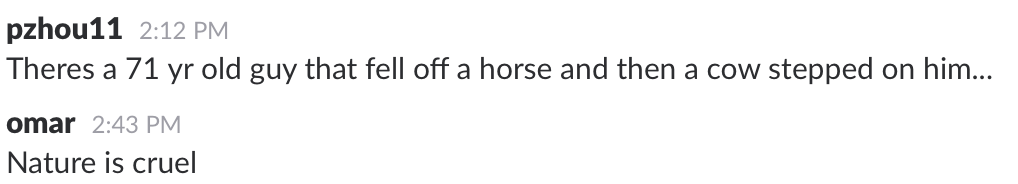 pzhou11 2:12 PM
Theres a 71 yr old guy that fell off a horse and then a cow stepped on him...
omar 2:43 PM
Nature is cruel